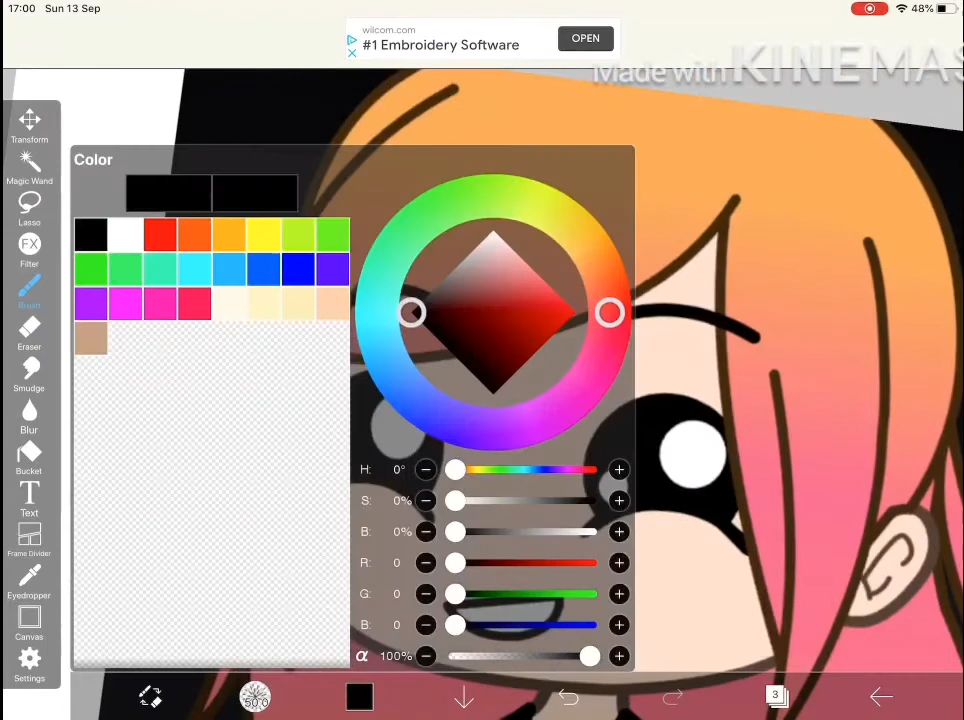 17:00 Sun 13 Sep
48%
wilcom.com
#1 Embroidery Software
OPEN
Made with KINEMAS
Transform
Magic Wand
Lasso
FX
Filter
Brush
Eraser
Smudge
Blur
Bucket
T
Text
Frame Divider
Eyedropper
Canvas
Settings
Color
H: 0°
S: 0%
B: 0%
R: 0
G: 0
B: 0
α 100%
50.0
3